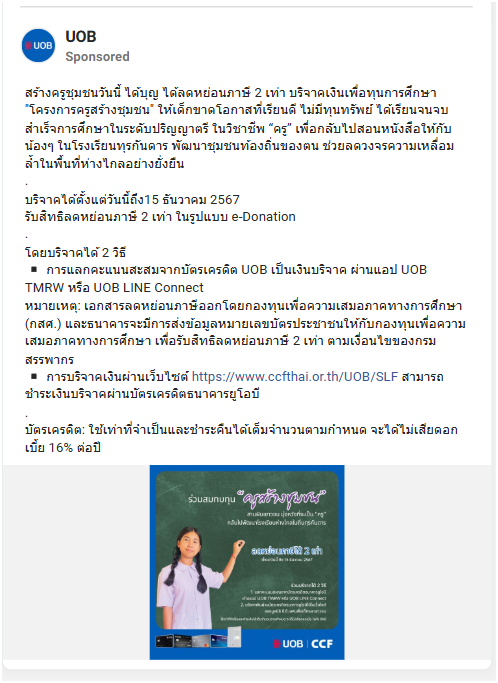 UOB
UOB
Sponsored
สร้างครูชุมชนวันนี้ ได้บุญ ได้ลดหย่อนภาษี 2 เท่า บริจาคเงินเพื่อทุนการศึกษา
"โครงการครูสร้างชุมชน" ให้เด็กขาดโอกาสที่เรียนดี ไม่มีทุนทรัพย์ ได้เรียนจนจบ
สำเร็จการศึกษาในระดับปริญญาตรี ในวิชาชีพ “ครู” เพื่อกลับไปสอนหนังสือให้กับ
น้องๆ ในโรงเรียนทุรกันดาร พัฒนาชุมชนท้องถิ่นของตน ช่วยลดวงจรความเหลื่อม
ล้ำในพื้นที่ห่างไกลอย่างยั่งยืน
.
บริจาคได้ตั้งแต่วันนี้ถึง15 ธันวาคม 2567
รับสิทธิลดหย่อนภาษี 2 เท่า ในรูปแบบ e-Donation
.
โดยบริจาคได้ 2 วิธี
▪ การแลกคะแนนสะสมจากบัตรเครดิต UOB เป็นเงินบริจาค ผ่านแอป UOB
TMRW หรือ UOB LINE Connect
หมายเหตุ: เอกสารลดหย่อนภาษีออกโดยกองทุนเพื่อความเสมอภาคทางการศึกษา
(กสศ.) และธนาคารจะมีการส่งข้อมูลหมายเลขบัตรประชาชนให้กับกองทุนเพื่อความ
เสมอภาคทางการศึกษา เพื่อรับสิทธิลดหย่อนภาษี 2 เท่า ตามเงื่อนไขของกรม
สรรพากร
▪ การบริจาคเงินผ่านเว็บไซต์ https://www.ccfthai.or.th/UOB/SLF สามารถ
ชำระเงินบริจาคผ่านบัตรเครดิตธนาคารยูโอบี
.
บัตรเครดิต: ใช้เท่าที่จำเป็นและชำระคืนได้เต็มจำนวนตามกำหนด จะได้ไม่เสียดอก
เบี้ย 16% ต่อปี
ร่วมสมทบทุน “ครูสร้างชุมชน”
ลดหย่อนภาษีได้ 2 เท่า
ร่วมบริจาคได้ 2 วิธี
UOB | CCF